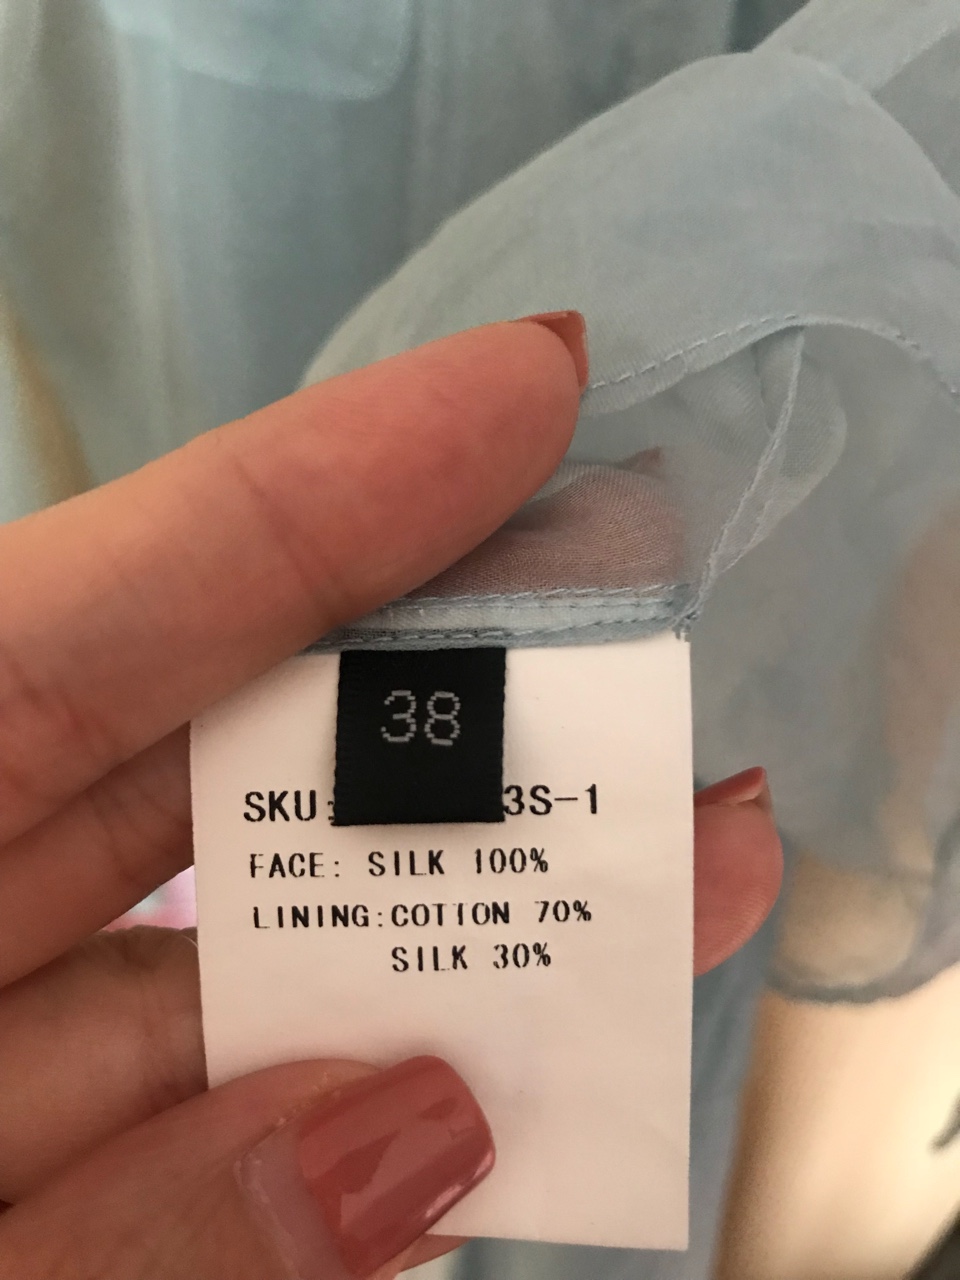 38
SKU: 3S-1
FACE: SILK 100%
LINING:COTTON 70%
SILK 30%